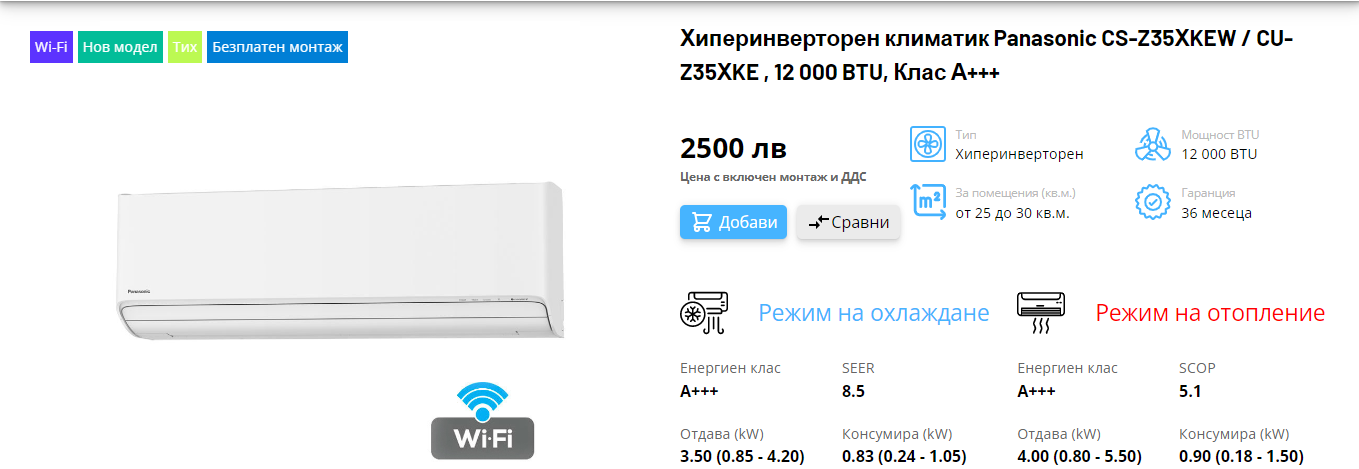 Wi-Fi
Нов модел
Тих
Безплатен монтаж
Panasonic
Wi-Fi
Хиперинверторен климатик Panasonic CS-Z35XKEW / CU-
Z35XKE , 12 000 BTU, Клас А+++
2500 лв
Цена с включен монтаж и ДДС
Добави
Сравни
Тип
Хиперинверторен
Мощност BTU
12 000 BTU
m²
За помещения (кв.м.)
от 25 до 30 кв.м.
Гаранция
36 месеца
Режим на охлаждане
Режим на отопление
Енергиен клас
SEER
Енергиен клас
SCOP
A+++
8.5
A+++
5.1
Отдава (kW)
Консумира (kW)
Отдава (kW)
Консумира (kW)
3.50 (0.85 - 4.20)
0.83 (0.24 - 1.05)
4.00 (0.80 - 5.50)
0.90 (0.18 - 1.50)